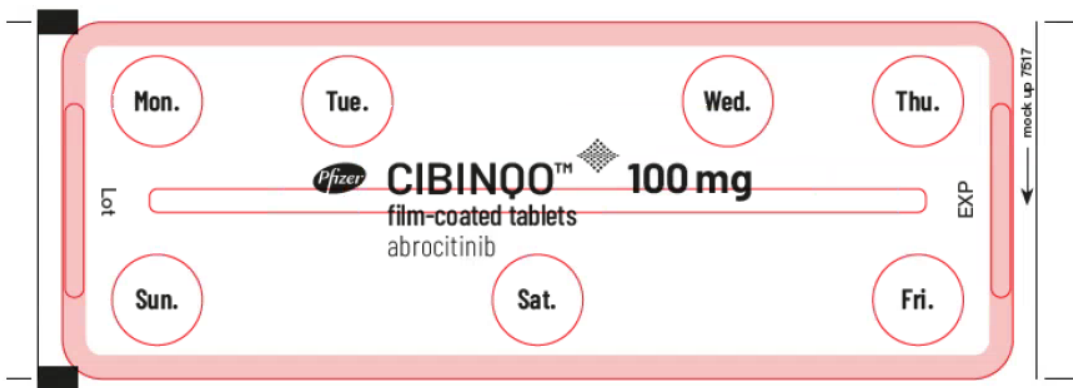 Mon.
Tue.
Wed.
Thu.
Pfizer CIBINQO™ 100 mg
film-coated tablets
abrocitinib
Lot
EXP
Sun.
Sat.
Fri.
mock up 7517